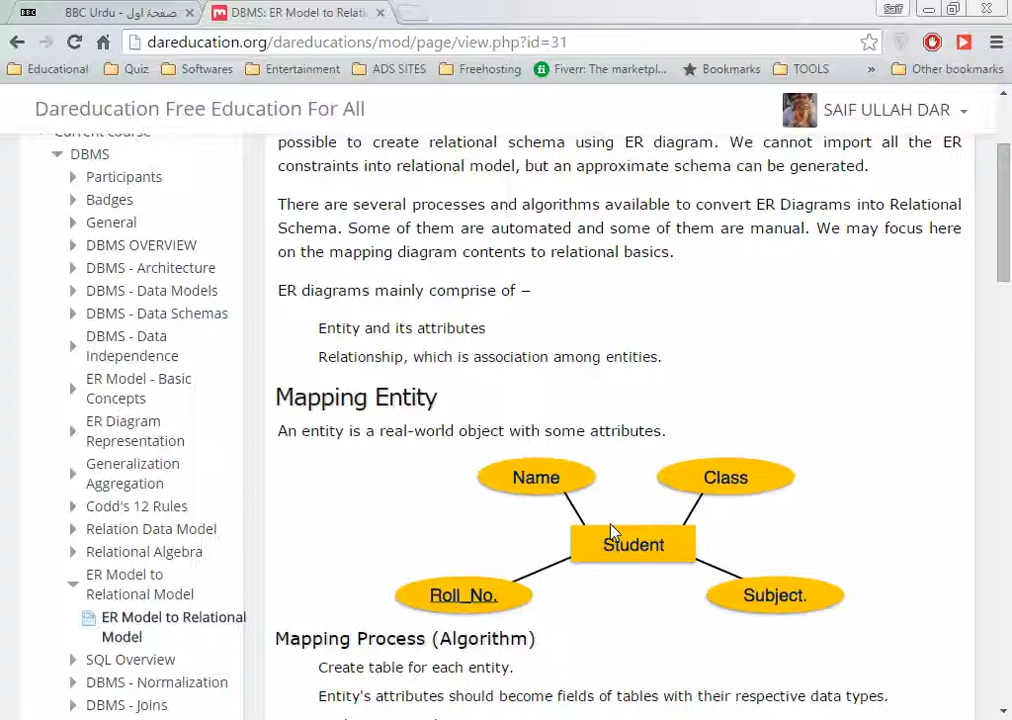 BBC BBC Urdu - صفحۂ اول
DBMS: ER Model to Relati
Saif
dareducation.org/dareducations/mod/page/view.php?id=31
Educational Quiz Softwares Entertainment ADS SITES Freehosting Fiverr: The marketpl... Bookmarks TOOLS » Other bookmarks
Dareducation Free Education For All
SAIF ULLAH DAR
Current course
DBMS
Participants
Badges
General
DBMS OVERVIEW
DBMS - Architecture
DBMS - Data Models
DBMS - Data Schemas
DBMS - Data
Independence
ER Model - Basic
Concepts
ER Diagram
Representation
Generalization
Aggregation
Codd's 12 Rules
Relation Data Model
Relational Algebra
ER Model to
Relational Model
ER Model to Relational
Model
SQL Overview
DBMS - Normalization
DBMS - Joins
possible to create relational schema using ER diagram. We cannot import all the ER
constraints into relational model, but an approximate schema can be generated.
There are several processes and algorithms available to convert ER Diagrams into Relational
Schema. Some of them are automated and some of them are manual. We may focus here
on the mapping diagram contents to relational basics.
ER diagrams mainly comprise of –
Entity and its attributes
Relationship, which is association among entities.
Mapping Entity
An entity is a real-world object with some attributes.
Name
Class
Student
Roll_No.
Subject.
Mapping Process (Algorithm)
Create table for each entity.
Entity's attributes should become fields of tables with their respective data types.